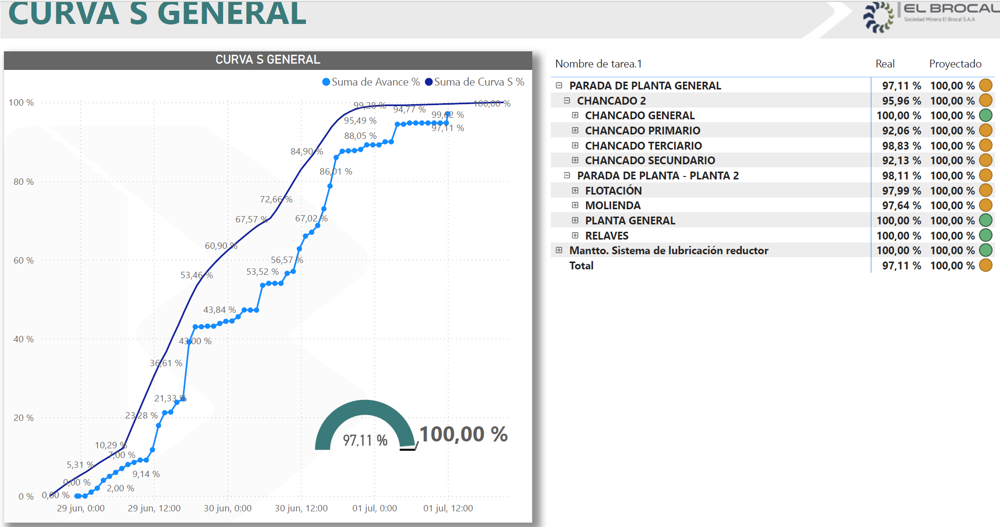 CURVA S GENERAL
EL BROCAL
Sociedad Minera El Brocal S.A.A
CURVA S GENERAL
Suma de Avance % Suma de Curva S %
100 %
80 %
60 %
40 %
20 %
0 %
99,28 %
94,77 %
100,00 %
95,49 %
99,62 %
97,11 %
88,05 %
84,90 %
86,01 %
72,66 %
67,57 %
67,02 %
60,90 %
56,57 %
53,46 %
53,52 %
43,84 %
43,00 %
36,61 %
21,33 %
23,28 %
10,29 %
7,00 %
5,31 %
9,14 %
0,00 %
2,00 %
0,00 %
97,11 %
100,00 %
29 jun, 0:00 29 jun, 12:00 30 jun, 0:00 30 jun, 12:00 01 jul, 0:00 01 jul, 12:00
Nombre de tarea.1 Real Proyectado
PARADA DE PLANTA GENERAL 97,11 % 100,00 %
CHANCADO 2 95,96 % 100,00 %
CHANCADO GENERAL 100,00 % 100,00 %
CHANCADO PRIMARIO 92,06 % 100,00 %
CHANCADO TERCIARIO 98,83 % 100,00 %
CHANCADO SECUNDARIO 92,13 % 100,00 %
PARADA DE PLANTA - PLANTA 2 98,11 % 100,00 %
FLOTACIÓN 97,99 % 100,00 %
MOLIENDA 97,64 % 100,00 %
PLANTA GENERAL 100,00 % 100,00 %
RELAVES 100,00 % 100,00 %
Mantto. Sistema de lubricación reductor 100,00 % 100,00 %
Total 97,11 % 100,00 %